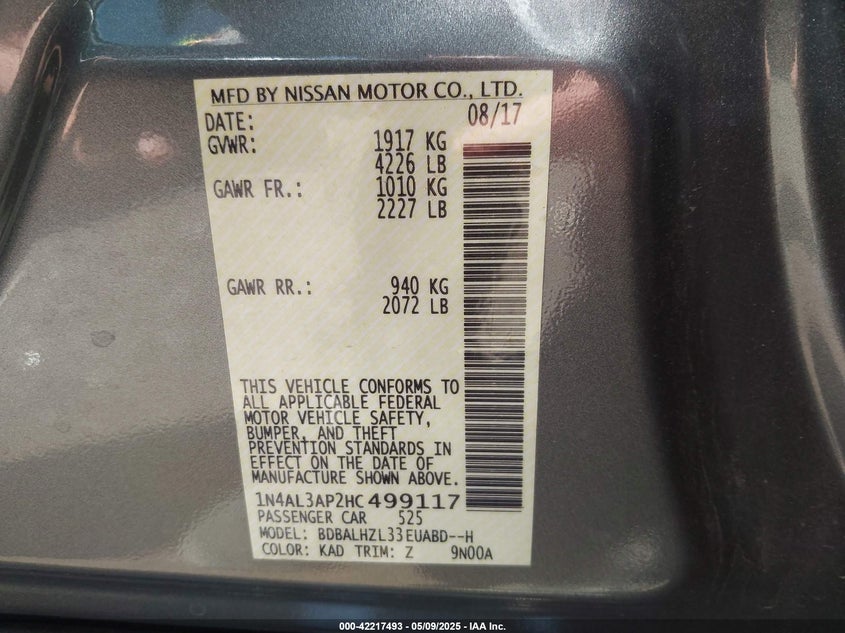 MFD BY NISSAN MOTOR CO., LTD.
DATE: 08/17
GVWR: 1917 KG
4226 LB
GAWR FR.: 1010 KG
2227 LB
GAWR RR.: 940 KG
2072 LB
THIS VEHICLE CONFORMS TO
ALL APPLICABLE FEDERAL
MOTOR VEHICLE SAFETY,
BUMPER, AND THEFT
PREVENTION STANDARDS IN
EFFECT ON THE DATE OF
MANUFACTURE SHOWN ABOVE.
1N4AL3AP2HC499117
PASSENGER CAR 525
MODEL: BDBALHZL33EUABD--H
COLOR: KAD TRIM: Z 9N00A
000-42217493 - 05/09/2025 - IAA Inc.